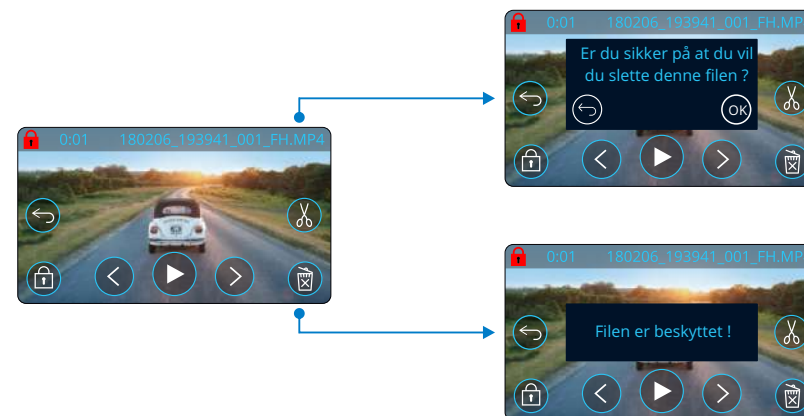 0:01 180206_193941_001_FH.MP4
0:01 180206_193941_001_FH.MP
Er du sikker på at du vil
du slette denne filen ?
OK
0:01 180206_193941_001_FH.MP
Filen er beskyttet !